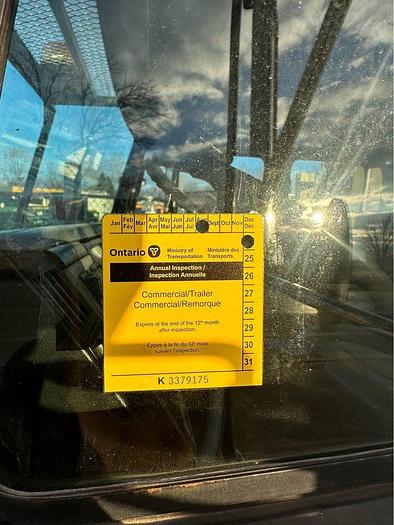 Jan Feb Mar Apr May Jun Jul Sept Oct Nov Dec
Fév Avr Mai Juin Juil Déc
Ontario Ministry of Transportation Ministère des Transports
25
Annual Inspection /
Inspection Annuelle
26
Commercial/Trailer
Commercial/Remorque
27
28
Expires at the end of the 12th month
after inspection.
29
Expire à la fin du 12e mois
suivant l'inspection.
30
31
K 3379175